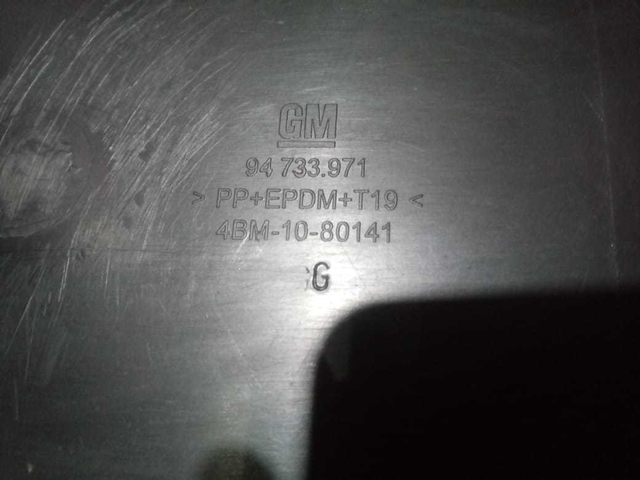 GM
94 733.971
> PP+EPDM+T19 <
4BM-10-80141
G